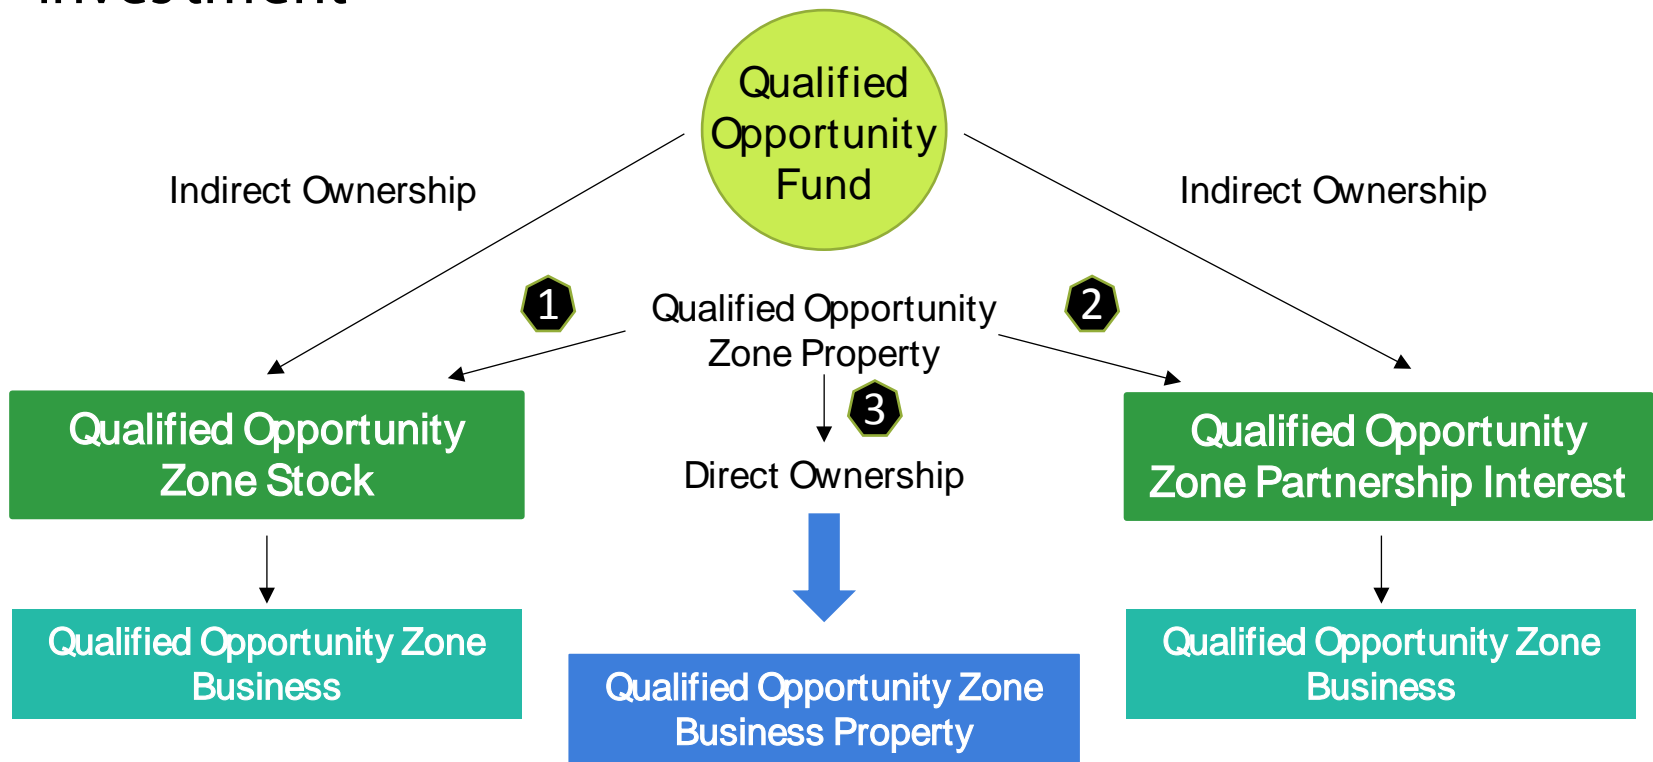 Investment
Qualified
Opportunity
Fund
Indirect Ownership
Indirect Ownership
1
Qualified Opportunity
Zone Property
2
3
Direct Ownership
Qualified Opportunity
Zone Stock
Qualified Opportunity
Zone Partnership Interest
Qualified Opportunity Zone
Business
Qualified Opportunity Zone
Business Property
Qualified Opportunity Zone
Business